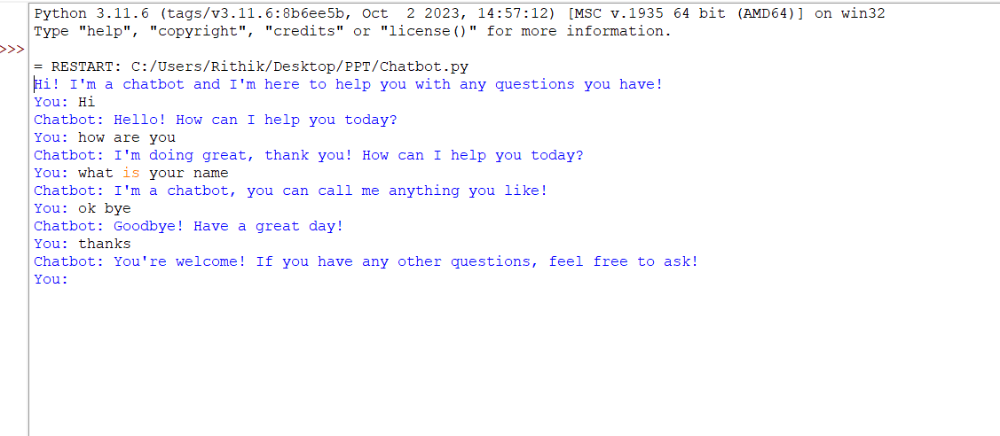 Python 3.11.6 (tags/v3.11.6:8b6ee5b, Oct  2 2023, 14:57:12) [MSC v.1935 64 bit (AMD64)] on win32
Type "help", "copyright", "credits" or "license()" for more information.
>>>
= RESTART: C:/Users/Rithik/Desktop/PPT/Chatbot.py
Hi! I'm a chatbot and I'm here to help you with any questions you have!
You: Hi
Chatbot: Hello! How can I help you today?
You: how are you
Chatbot: I'm doing great, thank you! How can I help you today?
You: what is your name
Chatbot: I'm a chatbot, you can call me anything you like!
You: ok bye
Chatbot: Goodbye! Have a great day!
You: thanks
Chatbot: You're welcome! If you have any other questions, feel free to ask!
You: